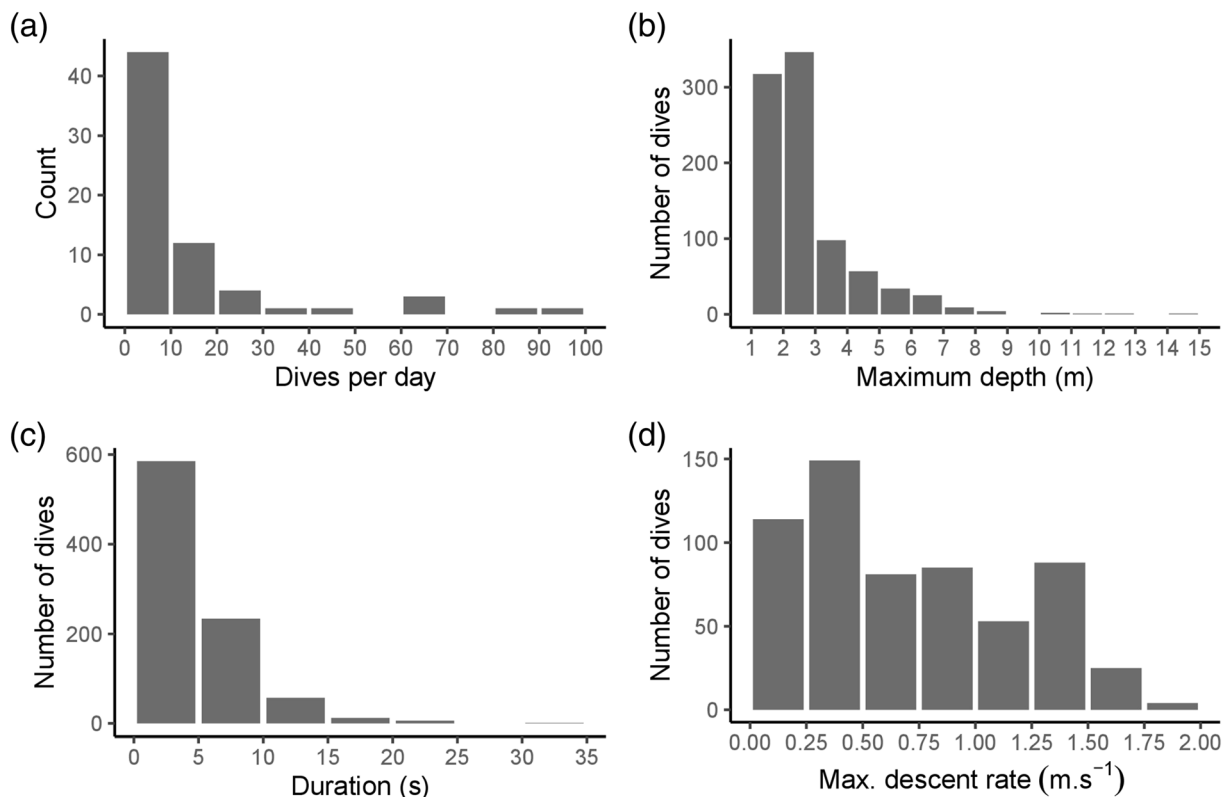 (a)
Count
40
30
20
10
0
0 10 20 30 40 50 60 70 80 90 100
Dives per day
(b)
Number of dives
300
200
100
0
1 2 3 4 5 6 7 8 9 10 11 12 13 14 15
Maximum depth (m)
(c)
Number of dives
600
400
200
0
0 5 10 15 20 25 30 35
Duration (s)
(d)
Number of dives
150
100
50
0
0.00 0.25 0.50 0.75 1.00 1.25 1.50 1.75 2.00
Max. descent rate (m.s⁻¹)